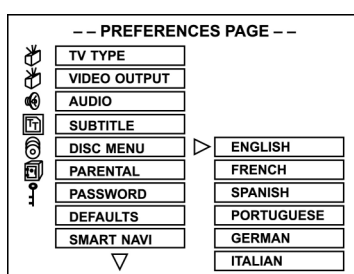 -- PREFERENCES PAGE --
TV TYPE
VIDEO OUTPUT
AUDIO
SUBTITLE
DISC MENU
PARENTAL
PASSWORD
DEFAULTS
SMART NAVI
ENGLISH
FRENCH
SPANISH
PORTUGUESE
GERMAN
ITALIAN
TT